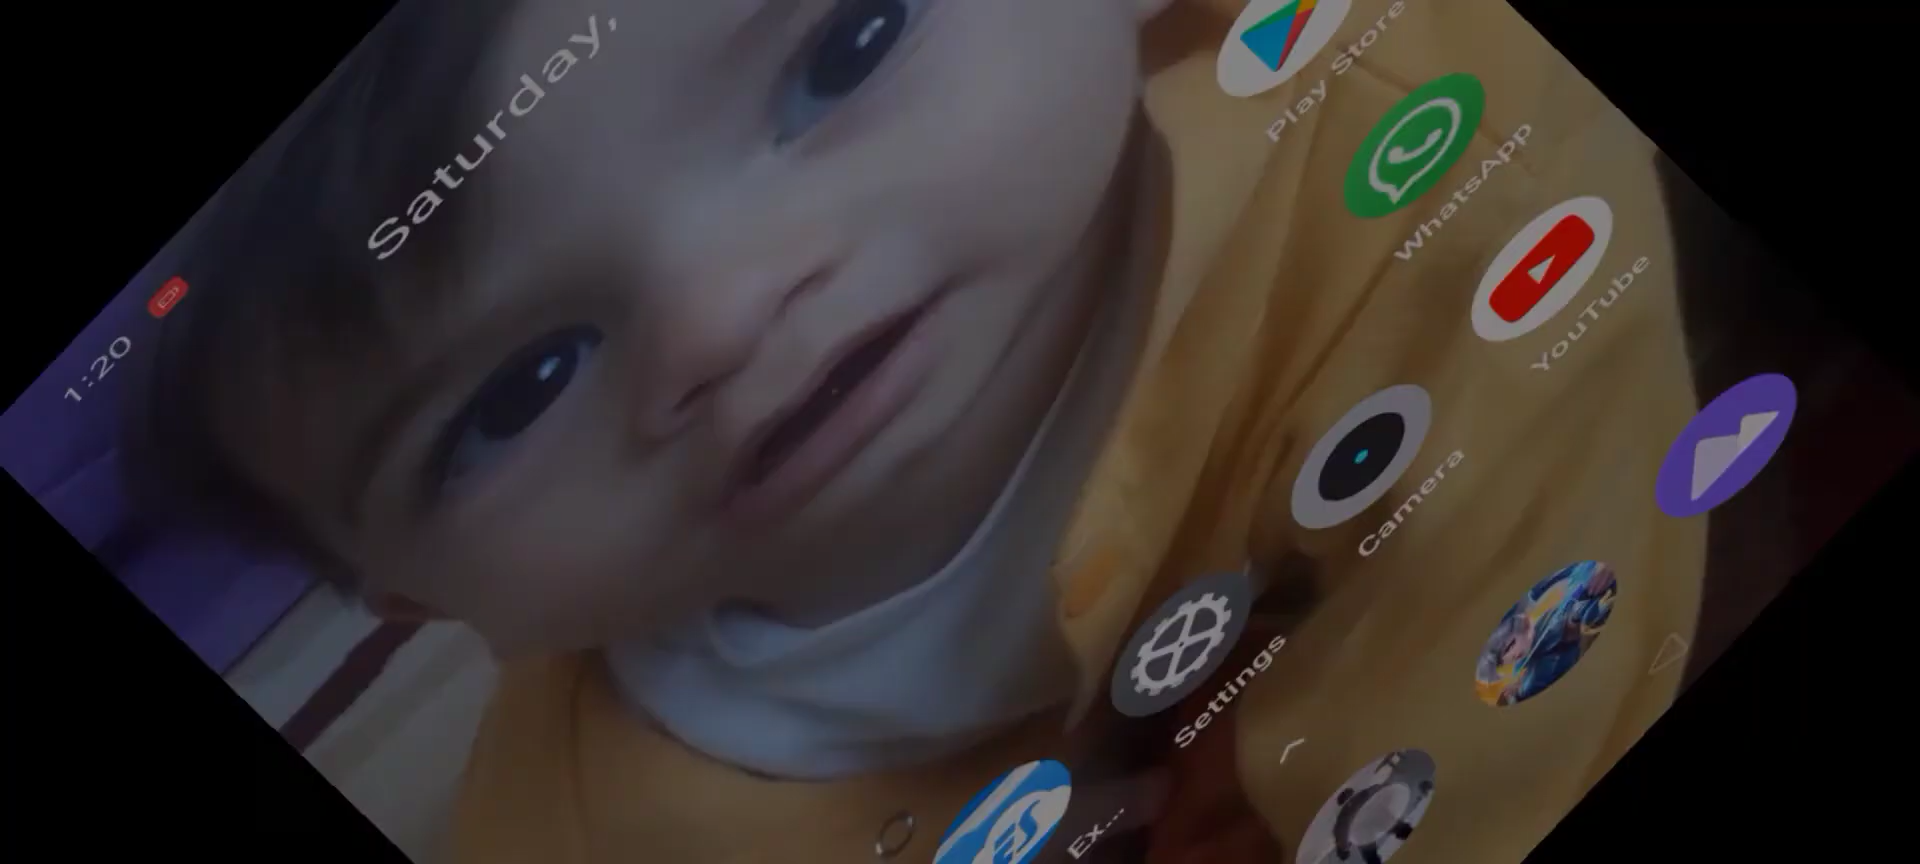 1:20
Saturday,
Play Store
WhatsApp
YouTube
Camera
Settings
Ex...